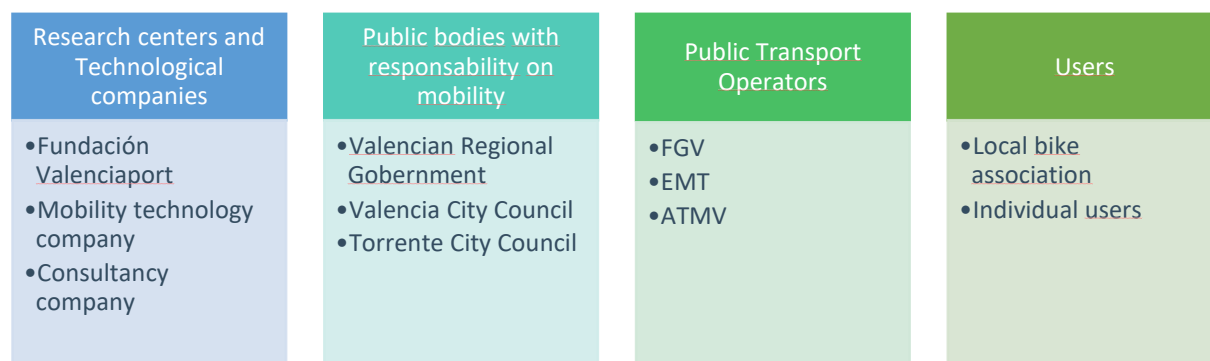 Research centers and
Technological
companies
•Fundación
Valenciaport
•Mobility technology
company
•Consultancy
company
Public bodies with
responsability on
mobility
•Valencian Regional
Gobernment
•Valencia City Council
•Torrente City Council
Public Transport
Operators
•FGV
•EMT
•ATMV
Users
•Local bike
association
•Individual users